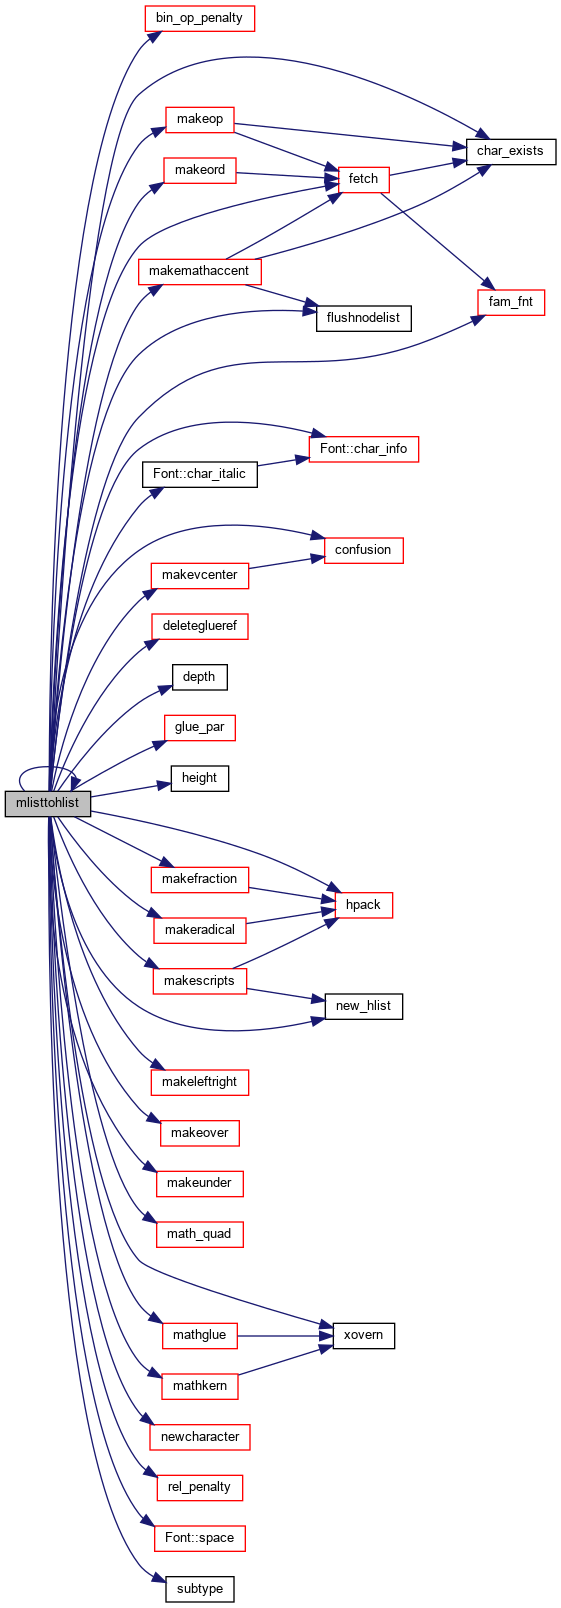 bin_op_penalty
makeop
char_exists
makeord
fetch
makemathaccent
fam_fnt
flushnodelist
Font::char_info
Font::char_italic
confusion
makevcenter
deleteglueref
depth
glue_par
height
mlisttohlist
makefraction
hpack
makeradical
makescripts
new_hlist
makeleftright
makeover
makeunder
math_quad
mathglue
xovern
mathkern
newcharacter
rel_penalty
Font::space
subtype